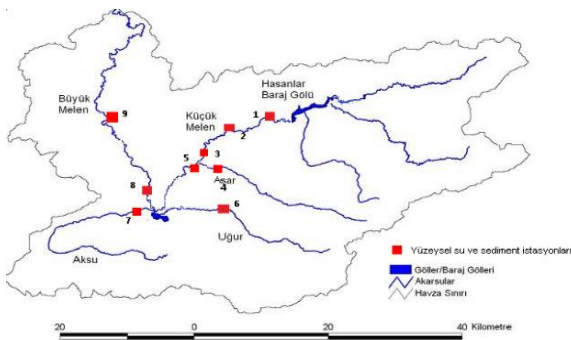 Hasanlar
Baraj Gölü
Büyük
Melen
9
Küçük
Melen
1
2
3
5
Asar
4
8
6
7
Uğur
Aksu
Yüzeysel su ve sediment istasyonları
Göller/Baraj Gölleri
Akarsular
Havza Sınırı
20 0 20 40 Kilometre